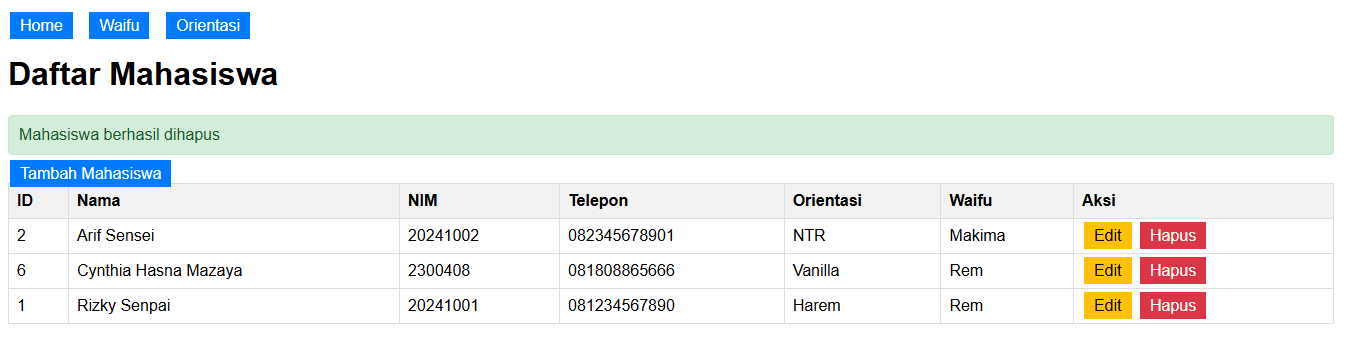 Home Waifu Orientasi
Daftar Mahasiswa
Mahasiswa berhasil dihapus
Tambah Mahasiswa
ID Nama NIM Telepon Orientasi Waifu Aksi
2 Arif Sensei 20241002 082345678901 NTR Makima Edit Hapus
6 Cynthia Hasna Mazaya 2300408 081808865666 Vanilla Rem Edit Hapus
1 Rizky Senpai 20241001 081234567890 Harem Rem Edit Hapus